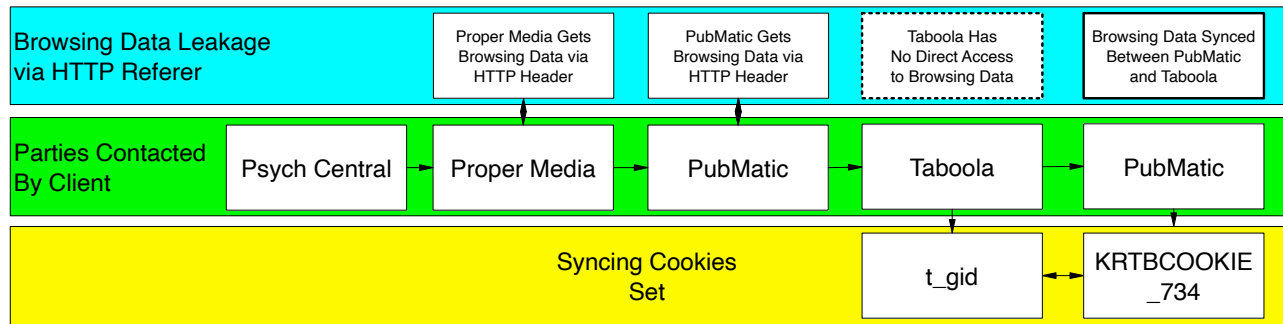 Browsing Data Leakage
via HTTP Referer
Proper Media Gets
Browsing Data via
HTTP Header
PubMatic Gets
Browsing Data via
HTTP Header
Taboola Has
No Direct Access
to Browsing Data
Browsing Data Synced
Between PubMatic
and Taboola
Parties Contacted
By Client
Psych Central
Proper Media
PubMatic
Taboola
PubMatic
Syncing Cookies
Set
t_gid
KRTBCOOKIE
_734